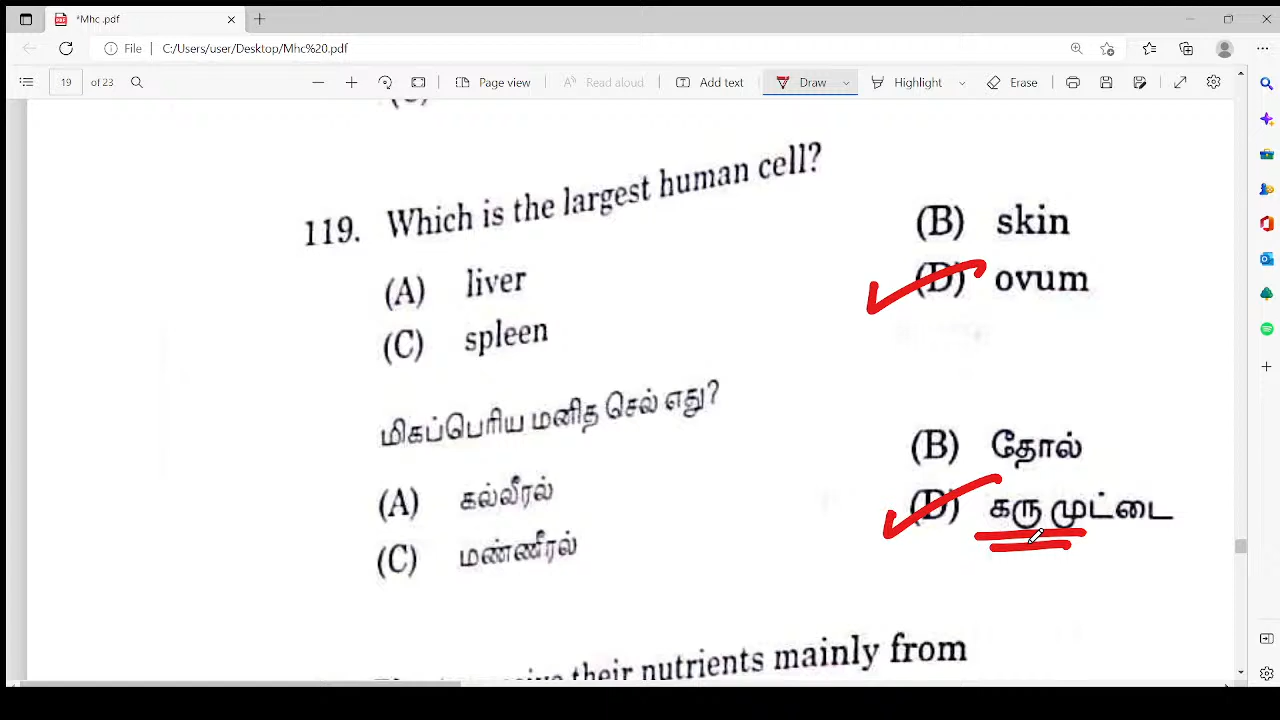 *Mhc .pdf
File C:/Users/user/Desktop/Mhc%20.pdf
19 of 23 Page view Read aloud Add text Draw Highlight Erase
119. Which is the largest human cell?
(A) liver (B) skin
(C) spleen (D) ovum
மிகப்பெரிய மனித செல் எது?
(A) கல்லீரல் (B) தோல்
(C) மண்ணீரல் (D) கரு முட்டை
their nutrients mainly from